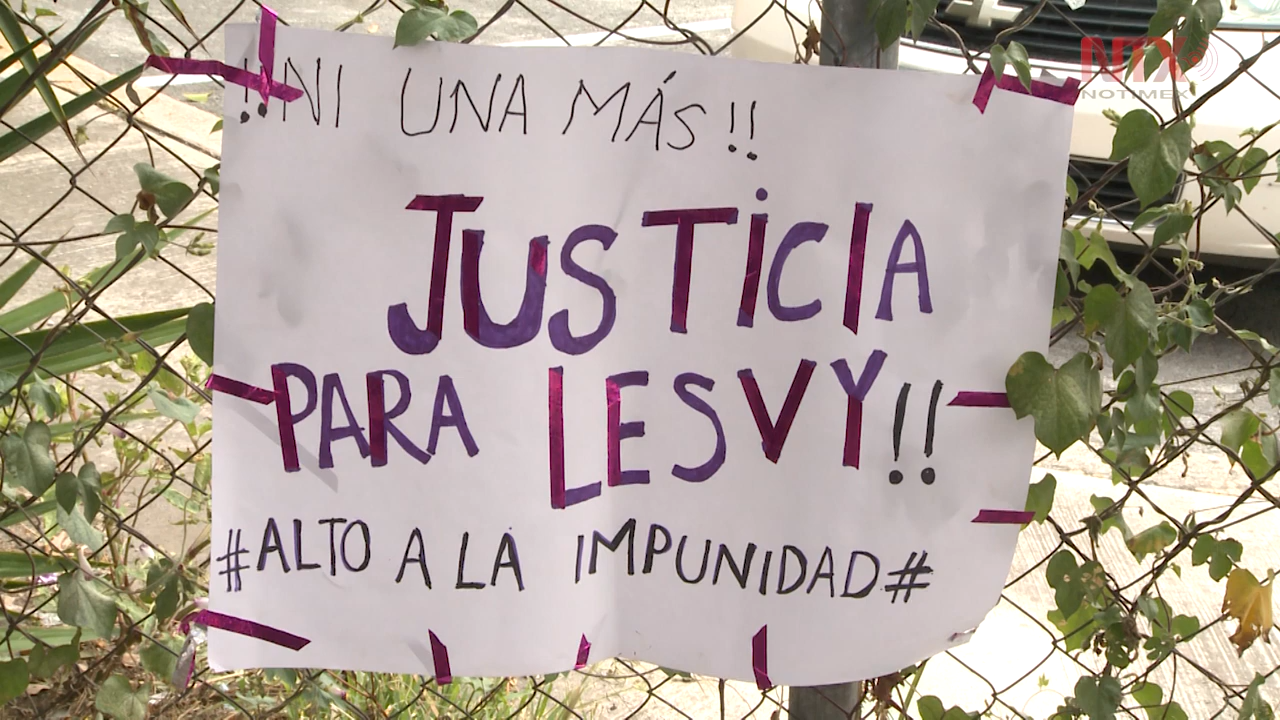 ¡¡NI UNA MÁS!!
JUSTICIA
PARA LESVY!!
#ALTO A LA IMPUNIDAD#
NTX
NOTIMEX